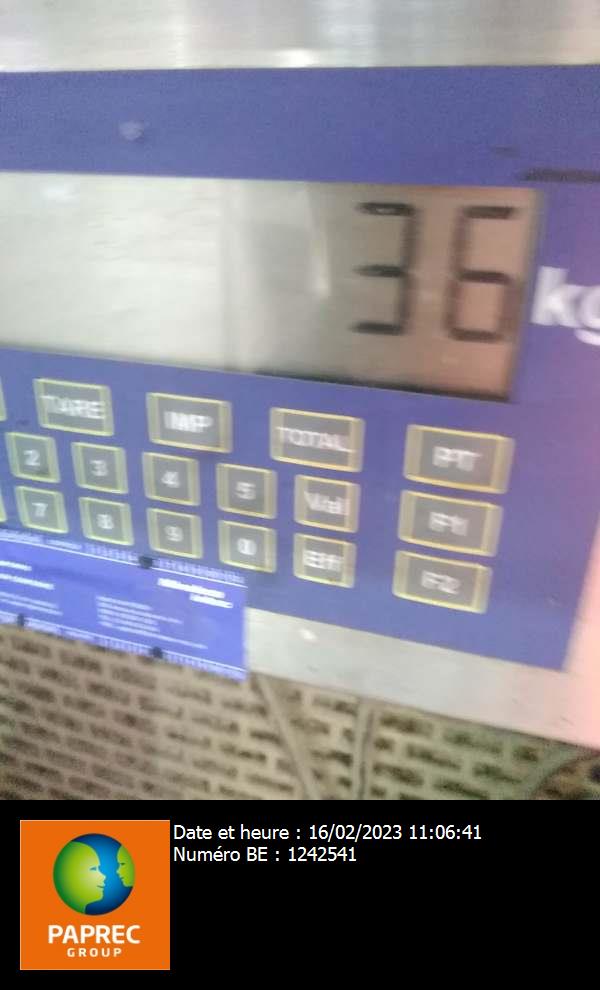 36
kg
TARE IMP TOTAL PT
2 3 4 5 Val F1
7 8 9 0 Eff F2
Date et heure : 16/02/2023 11:06:41
Numéro BE : 1242541
PAPREC
GROUP